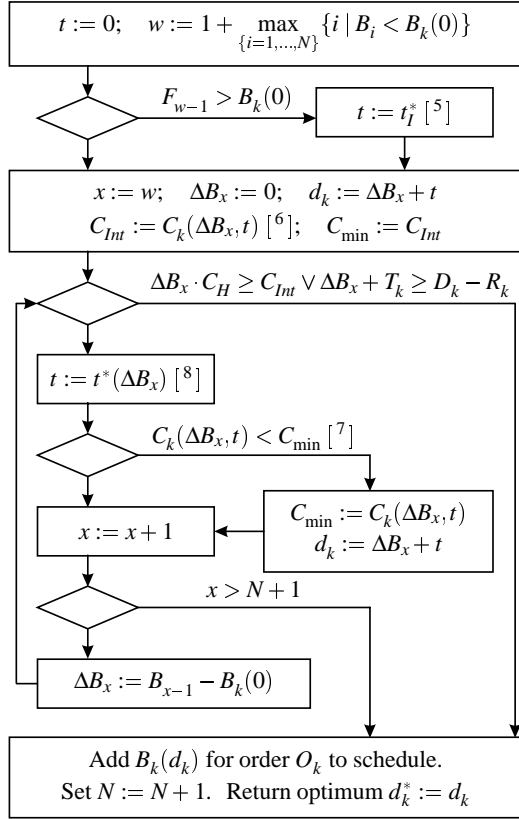 t := 0; w := 1 + max_{i=1,...,N} {i | B_i < B_k(0)}
F_{w−1} > B_k(0)
t := t_I^* [5]
x := w; ΔB_x := 0; d_k := ΔB_x + t
C_Int := C_k(ΔB_x, t) [6]; C_min := C_Int
ΔB_x · C_H ≥ C_Int ∨ ΔB_x + T_k ≥ D_k − R_k
t := t*(ΔB_x) [8]
C_k(ΔB_x, t) < C_min [7]
C_min := C_k(ΔB_x, t)
d_k := ΔB_x + t
x := x + 1
x > N + 1
ΔB_x := B_{x−1} − B_k(0)
Add B_k(d_k) for order O_k to schedule.
Set N := N + 1. Return optimum d_k^* := d_k